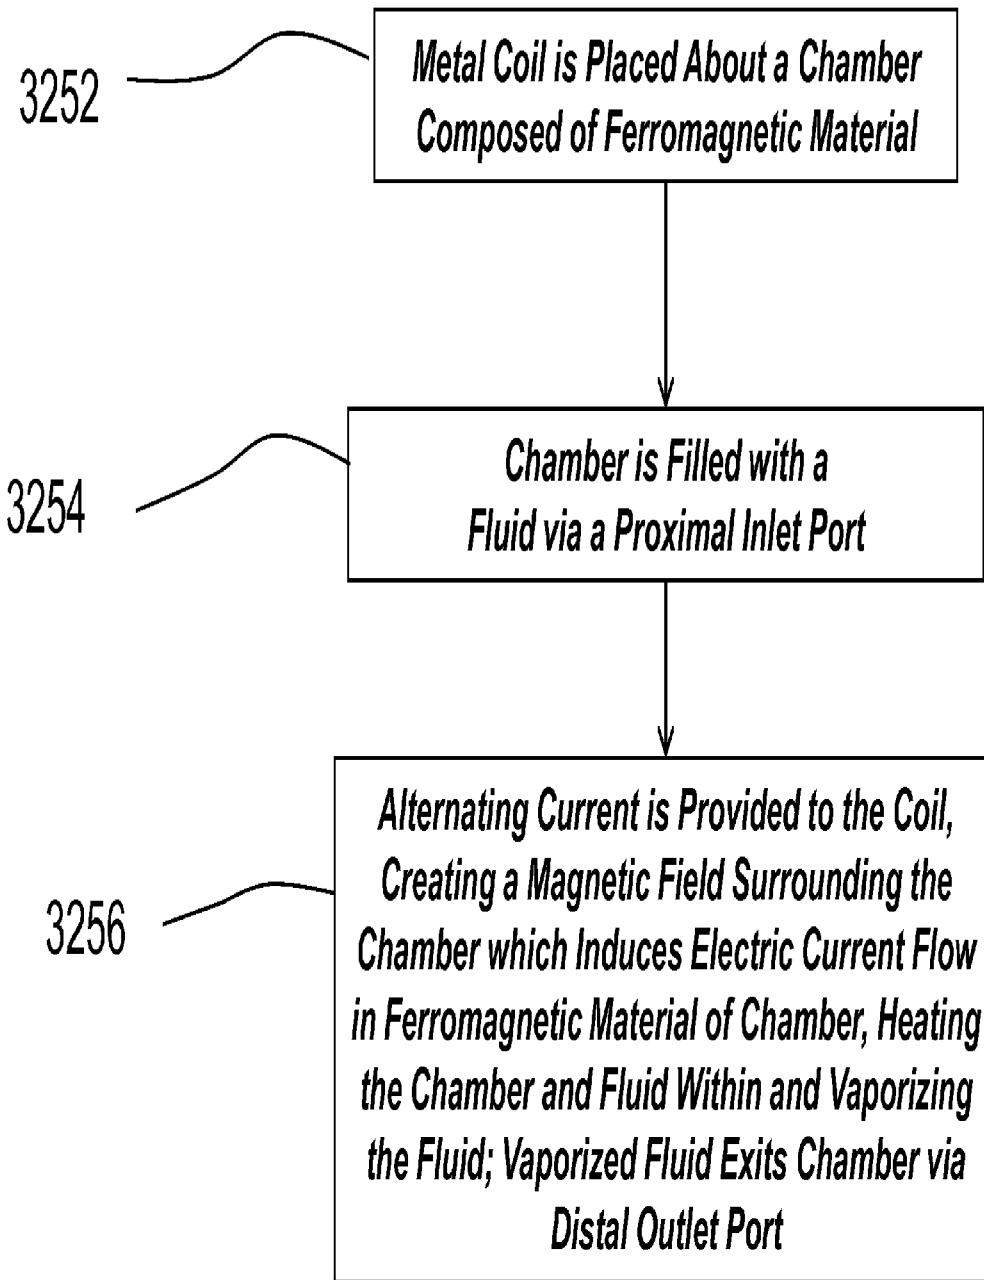 3252
Metal Coil is Placed About a Chamber
Composed of Ferromagnetic Material
3254
Chamber is Filled with a
Fluid via a Proximal Inlet Port
3256
Alternating Current is Provided to the Coil,
Creating a Magnetic Field Surrounding the
Chamber which Induces Electric Current Flow
in Ferromagnetic Material of Chamber, Heating
the Chamber and Fluid Within and Vaporizing
the Fluid; Vaporized Fluid Exits Chamber via
Distal Outlet Port